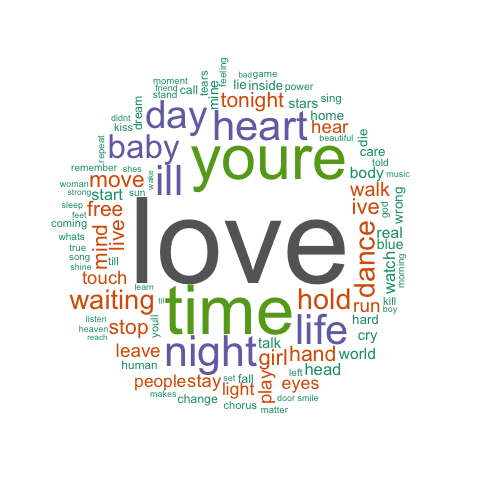 moment
bad
game
friend
call
tears
feeling
lie
inside
power
stand
mine
tonight
stars
sing
dream
didnt
kiss
day
heart
home
hear
beautiful
die
repeat
baby
youre
care
told
remember
shes
wake
ill
body
music
woman
move
walk
god
wrong
strong
start
sun
love
ive
sleep
free
feet
mind
live
dance
real
coming
blue
whats
true
till
watch
morning
song
shine
touch
learn
waiting
til
time
hold
run
kill
boy
listen
youll
heaven
stop
life
hard
reach
cry
leave
night
talk
girl
hand
world
human
left
head
people
stay
set
fall
light
play
eyes
makes
change
chorus
door
smile
matter